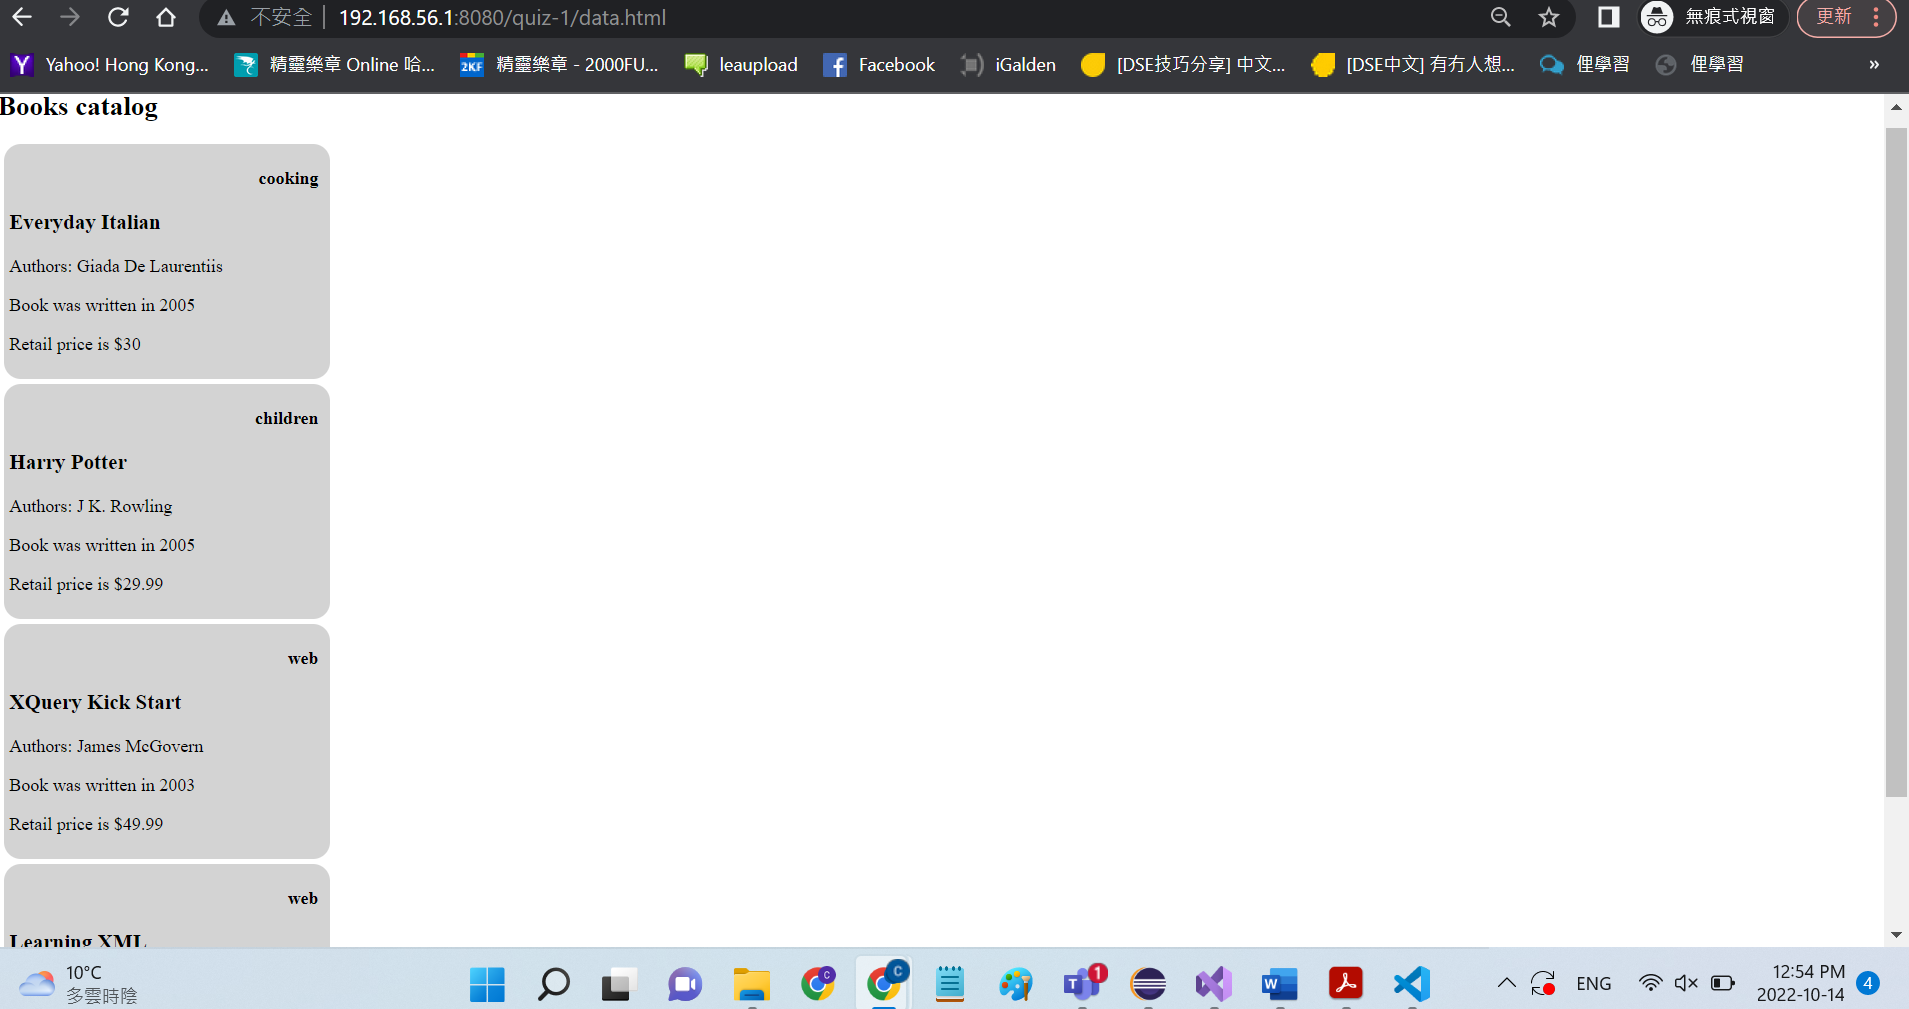 不安全 192.168.56.1:8080/quiz-1/data.html 無痕式視窗 更新
Yahoo! Hong Kong... 精靈樂章 Online 哈... 2KF 精靈樂章 - 2000FU... leaupload Facebook iGalden [DSE技巧分享] 中文... [DSE中文] 有冇人想... 俚學習 俚學習 »
Books catalog
cooking
Everyday Italian
Authors: Giada De Laurentiis
Book was written in 2005
Retail price is $30
children
Harry Potter
Authors: J K. Rowling
Book was written in 2005
Retail price is $29.99
web
XQuery Kick Start
Authors: James McGovern
Book was written in 2003
Retail price is $49.99
web
Learning XML
10°C
多雲時陰
C C 1 ENG 12:54 PM
2022-10-14 4